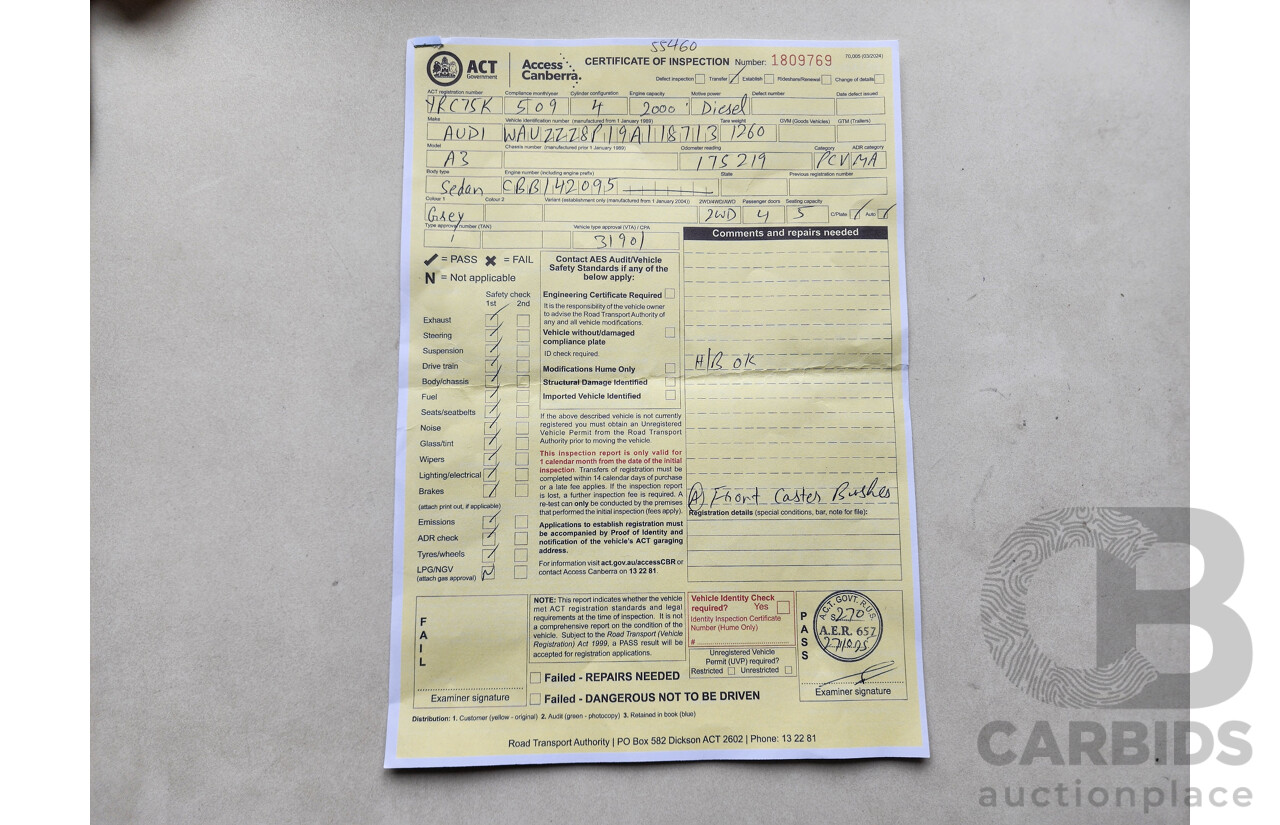 55460
ACT
Government
Access
Canberra.
CERTIFICATE OF INSPECTION Number: 1809769
70.005 (03/2024)
Defect inspection Transfer Establish Rideshare/Renewal Change of details
ACT registration number Compliance month/year Cylinder configuration Engine capacity Motive power Defect number Date defect issued
YRC75K 5 09 4 2000 Diesel
Make Vehicle identification number (manufactured from 1 January 1989) Tare weight GVM (Goods Vehicles) GTM (Trailers)
AUDI WAUZZZ8P19A118713 1260
Model Chassis number (manufactured prior 1 January 1989) Odometer reading Category ADR category
A3 175219 PCV MA
Body type Engine number (including engine prefix) State Previous registration number
Sedan CBB142095
Colour 1 Colour 2 Variant (establishment only (manufactured from 1 January 2004)) 2WD/4WD/AWD Passenger doors Seating capacity
Grey 2WD 4 5 C/Plate Auto
Type approval number (TAN) Vehicle type approval (VTA) / CPA
31901
Comments and repairs needed
= PASS = FAIL
N = Not applicable
Safety check
1st 2nd
Exhaust
Steering
Suspension
Drive train
Body/chassis
Fuel
Seats/seatbelts
Noise
Glass/tint
Wipers
Lighting/electrical
Brakes
(attach print out, if applicable)
Emissions
ADR check
Tyres/wheels
LPG/NGV N
(attach gas approval)
Contact AES Audit/Vehicle
Safety Standards if any of the
below apply:
Engineering Certificate Required
It is the responsibility of the vehicle owner
to advise the Road Transport Authority of
any and all vehicle modifications.
Vehicle without/damaged
compliance plate
ID check required.
Modifications Hume Only
Structural Damage Identified
Imported Vehicle Identified
If the above described vehicle is not currently
registered you must obtain an Unregistered
Vehicle Permit from the Road Transport
Authority prior to moving the vehicle.
This inspection report is only valid for
1 calendar month from the date of the initial
inspection. Transfers of registration must be
completed within 14 calendar days of purchase
or a late fee applies. If the inspection report
is lost, a further inspection fee is required. A
re-test can only be conducted by the premises
that performed the initial inspection (fees apply).
Applications to establish registration must
be accompanied by Proof of Identity and
notification of the vehicle's ACT garaging
address.
For information visit act.gov.au/accessCBR or
contact Access Canberra on 13 22 81.
H/B OK
(A) Front Caster Bushes
Registration details (special conditions, bar, note for file):
FAIL
Examiner signature
NOTE: This report indicates whether the vehicle
met ACT registration standards and legal
requirements at the time of inspection. It is not
a comprehensive report on the condition of the
vehicle. Subject to the Road Transport (Vehicle
Registration) Act 1999, a PASS result will be
accepted for registration applications.
Failed - REPAIRS NEEDED
Failed - DANGEROUS NOT TO BE DRIVEN
Vehicle Identity Check
required? Yes
Identity Inspection Certificate
Number (Hume Only)
#
Unregistered Vehicle
Permit (UVP) required?
Restricted Unrestricted
PASS
A.C.T. GOVT. R.U.S.
A.E.R. 657
Examiner signature
Distribution: 1. Customer (yellow - original) 2. Audit (green - photocopy) 3. Retained in book (blue)
Road Transport Authority | PO Box 582 Dickson ACT 2602 | Phone: 13 22 81
CB
CARBIDS
auctionplace